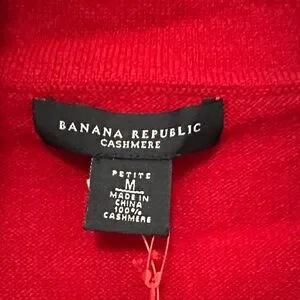 BANANA REPUBLIC
CASHMERE
PETITE
M
MADE IN
CHINA
100%
CASHMERE